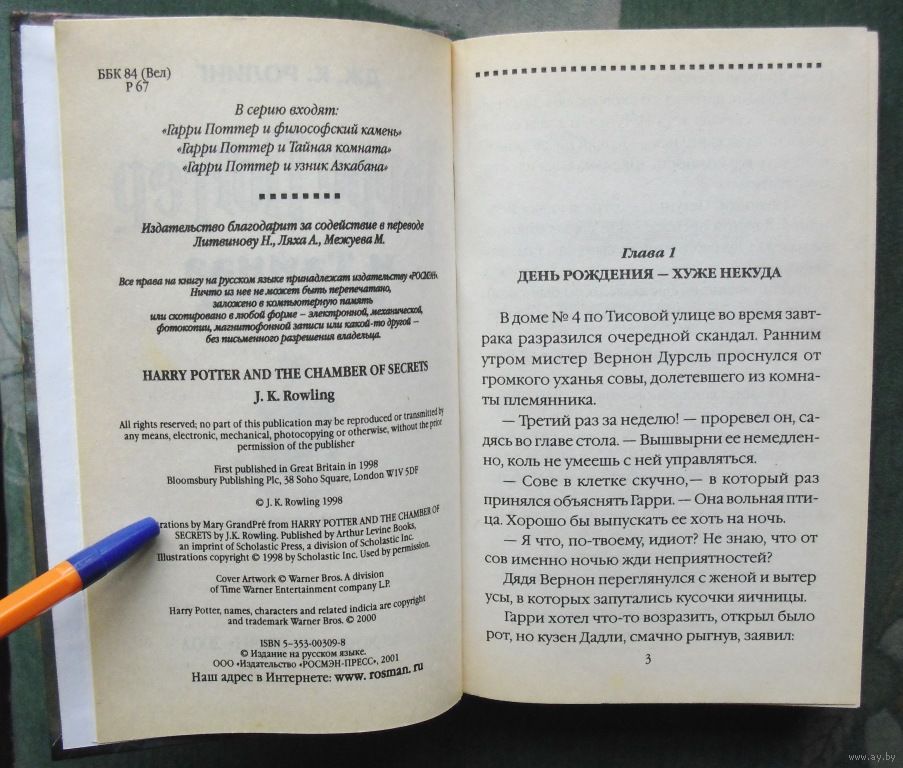 ББК 84 (Вел)
Р 67
В серию входят:
«Гарри Поттер и философский камень»
«Гарри Поттер и Тайная комната»
«Гарри Поттер и узник Азкабана»
Издательство благодарит за содействие в переводе
Литвинову Н., Ляха А., Межуева М.
Все права на книгу на русском языке принадлежат издательству «РОСМЭН».
Ничто из нее не может быть перепечатано,
заложено в компьютерную память
или скопировано в любой форме – электронной, механической,
фотокопии, магнитофонной записи или какой-то другой –
без письменного разрешения владельца.
HARRY POTTER AND THE CHAMBER OF SECRETS
J. K. Rowling
All rights reserved; no part of this publication may be reproduced or transmitted by
any means, electronic, mechanical, photocopying or otherwise, without the prior
permission of the publisher
First published in Great Britain in 1998
Bloomsbury Publishing Plc, 38 Soho Square, London W1V 5DF
© J. K. Rowling 1998
rations by Mary GrandPré from HARRY POTTER AND THE CHAMBER OF
SECRETS by J.K. Rowling. Published by Arthur Levine Books,
an imprint of Scholastic Press, a division of Scholastic Inc.
Illustrations copyright © 1998 by Scholastic Inc. Used by permission.
Cover Artwork © Warner Bros. A division
of Time Warner Entertainment company L.P.
Harry Potter, names, characters and related indicia are copyright
and trademark Warner Bros. © 2000
ISBN 5-353-00309-8
© Издание на русском языке.
ООО «Издательство «РОСМЭН-ПРЕСС», 2001
Наш адрес в Интернете: www. rosman. ru
Глава 1
ДЕНЬ РОЖДЕНИЯ – ХУЖЕ НЕКУДА
В доме № 4 по Тисовой улице во время завт-
рака разразился очередной скандал. Ранним
утром мистер Вернон Дурсль проснулся от
громкого уханья совы, долетевшего из комна-
ты племянника.
— Третий раз за неделю! — проревел он, са-
дясь во главе стола. — Вышвырни ее немедлен-
но, коль не умеешь с ней управляться.
— Сове в клетке скучно,— в который раз
принялся объяснять Гарри. — Она вольная пти-
ца. Хорошо бы выпускать ее хоть на ночь.
— Я что, по-твоему, идиот? Не знаю, что от
сов именно ночью жди неприятностей?
Дядя Вернон переглянулся с женой и вытер
усы, в которых запутались кусочки яичницы.
Гарри хотел что-то возразить, открыл было
рот, но кузен Дадли, смачно рыгнув, заявил:
3
www.ay.by